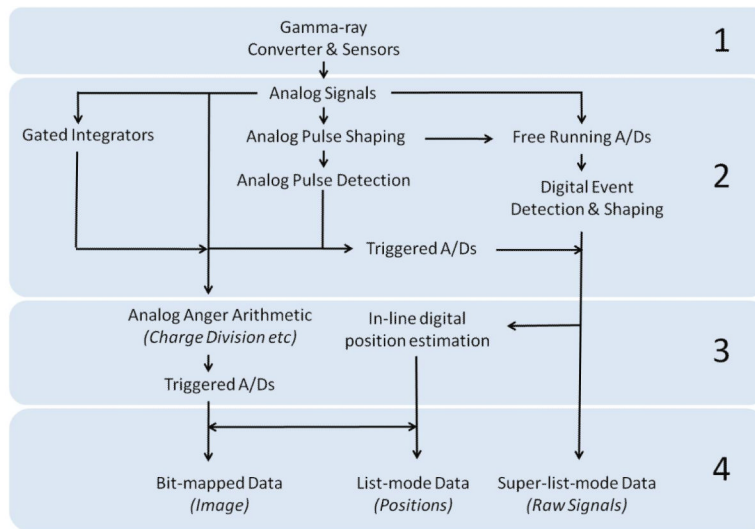 Gamma-ray
Converter & Sensors
1
Analog Signals
Gated Integrators
Analog Pulse Shaping
Free Running A/Ds
Analog Pulse Detection
Digital Event
Detection & Shaping
2
Triggered A/Ds
Analog Anger Arithmetic
(Charge Division etc)
In-line digital
position estimation
3
Triggered A/Ds
Bit-mapped Data
(Image)
List-mode Data
(Positions)
Super-list-mode Data
(Raw Signals)
4